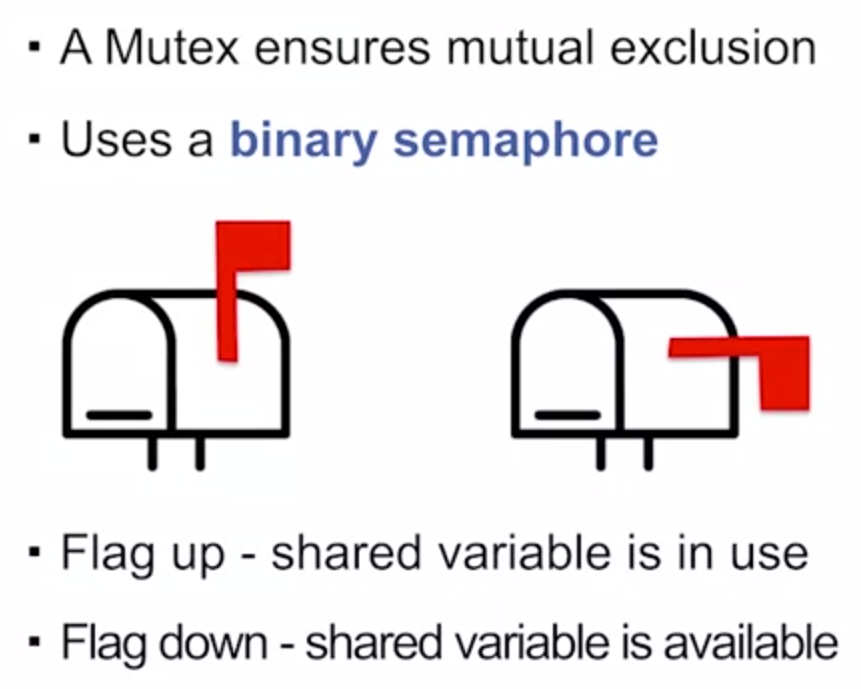 ▪ A Mutex ensures mutual exclusion
▪ Uses a binary semaphore
▪ Flag up - shared variable is in use
▪ Flag down - shared variable is available